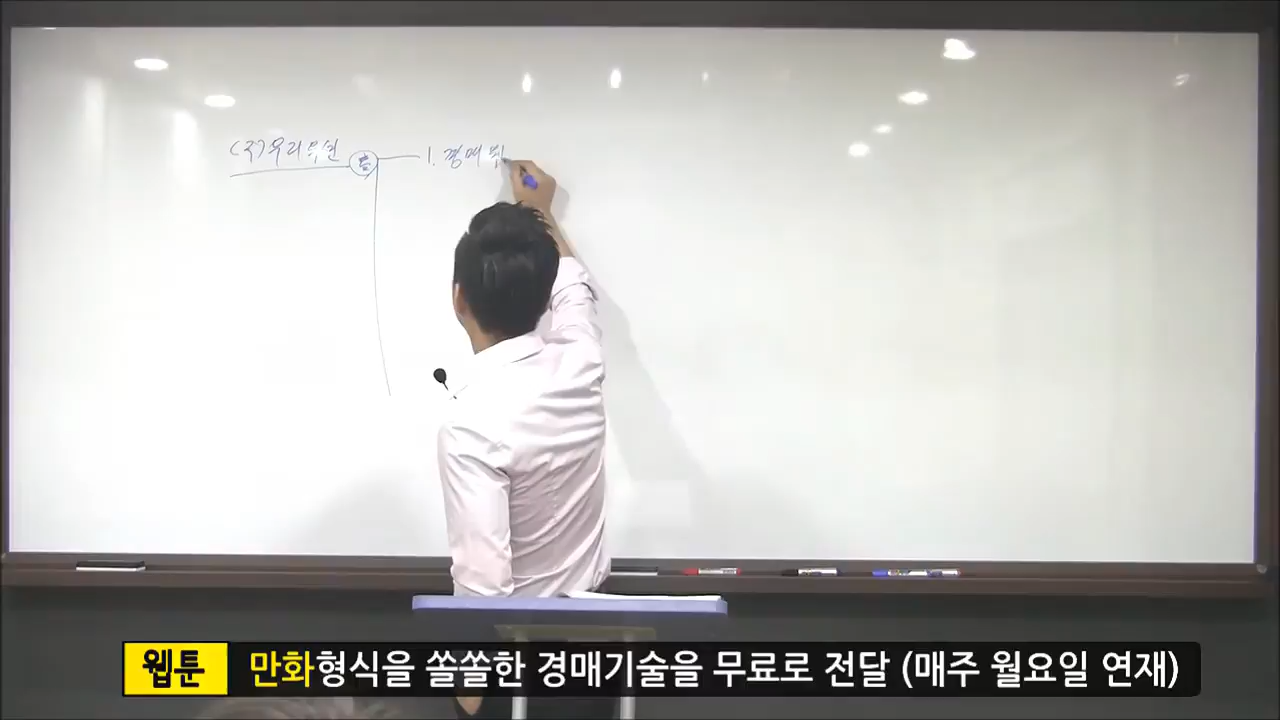 (주)우리옥션 1. 경매
웹툰 만화형식을 쏠쏠한 경매기술을 무료로 전달 (매주 월요일 연재)